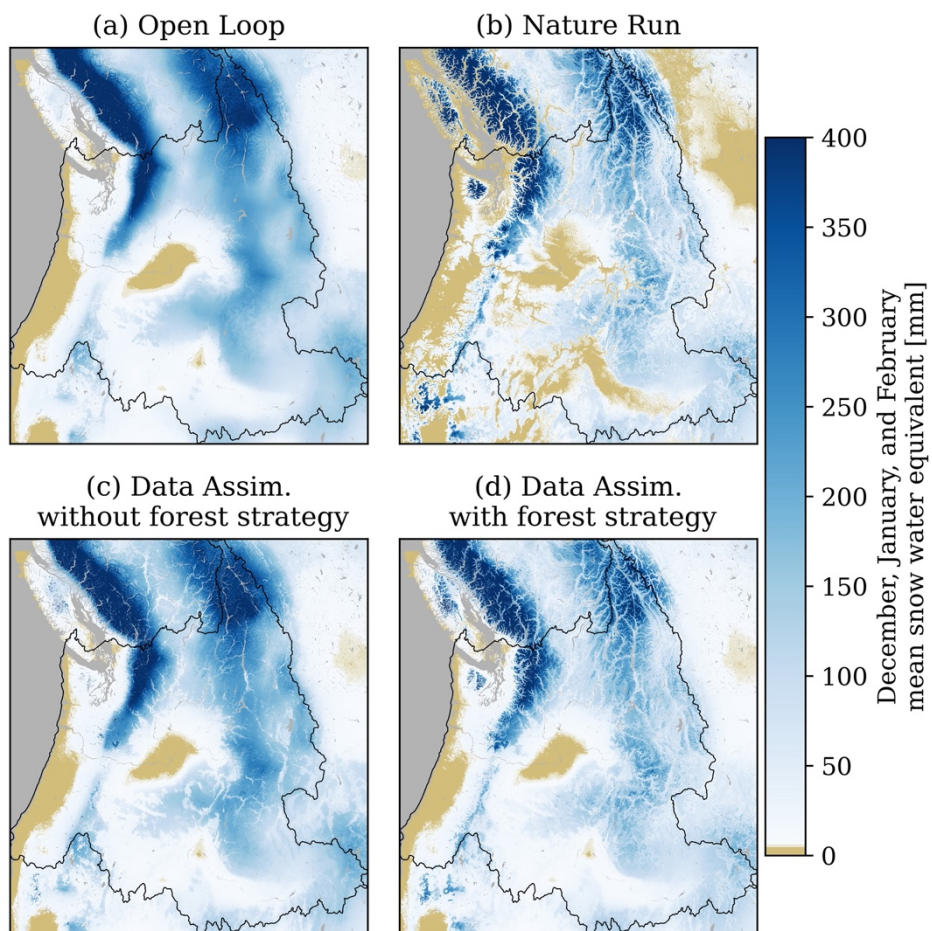 (a) Open Loop
(b) Nature Run
(c) Data Assim.
without forest strategy
(d) Data Assim.
with forest strategy
400
350
300
250
200
150
100
50
0
December, January, and February
mean snow water equivalent [mm]